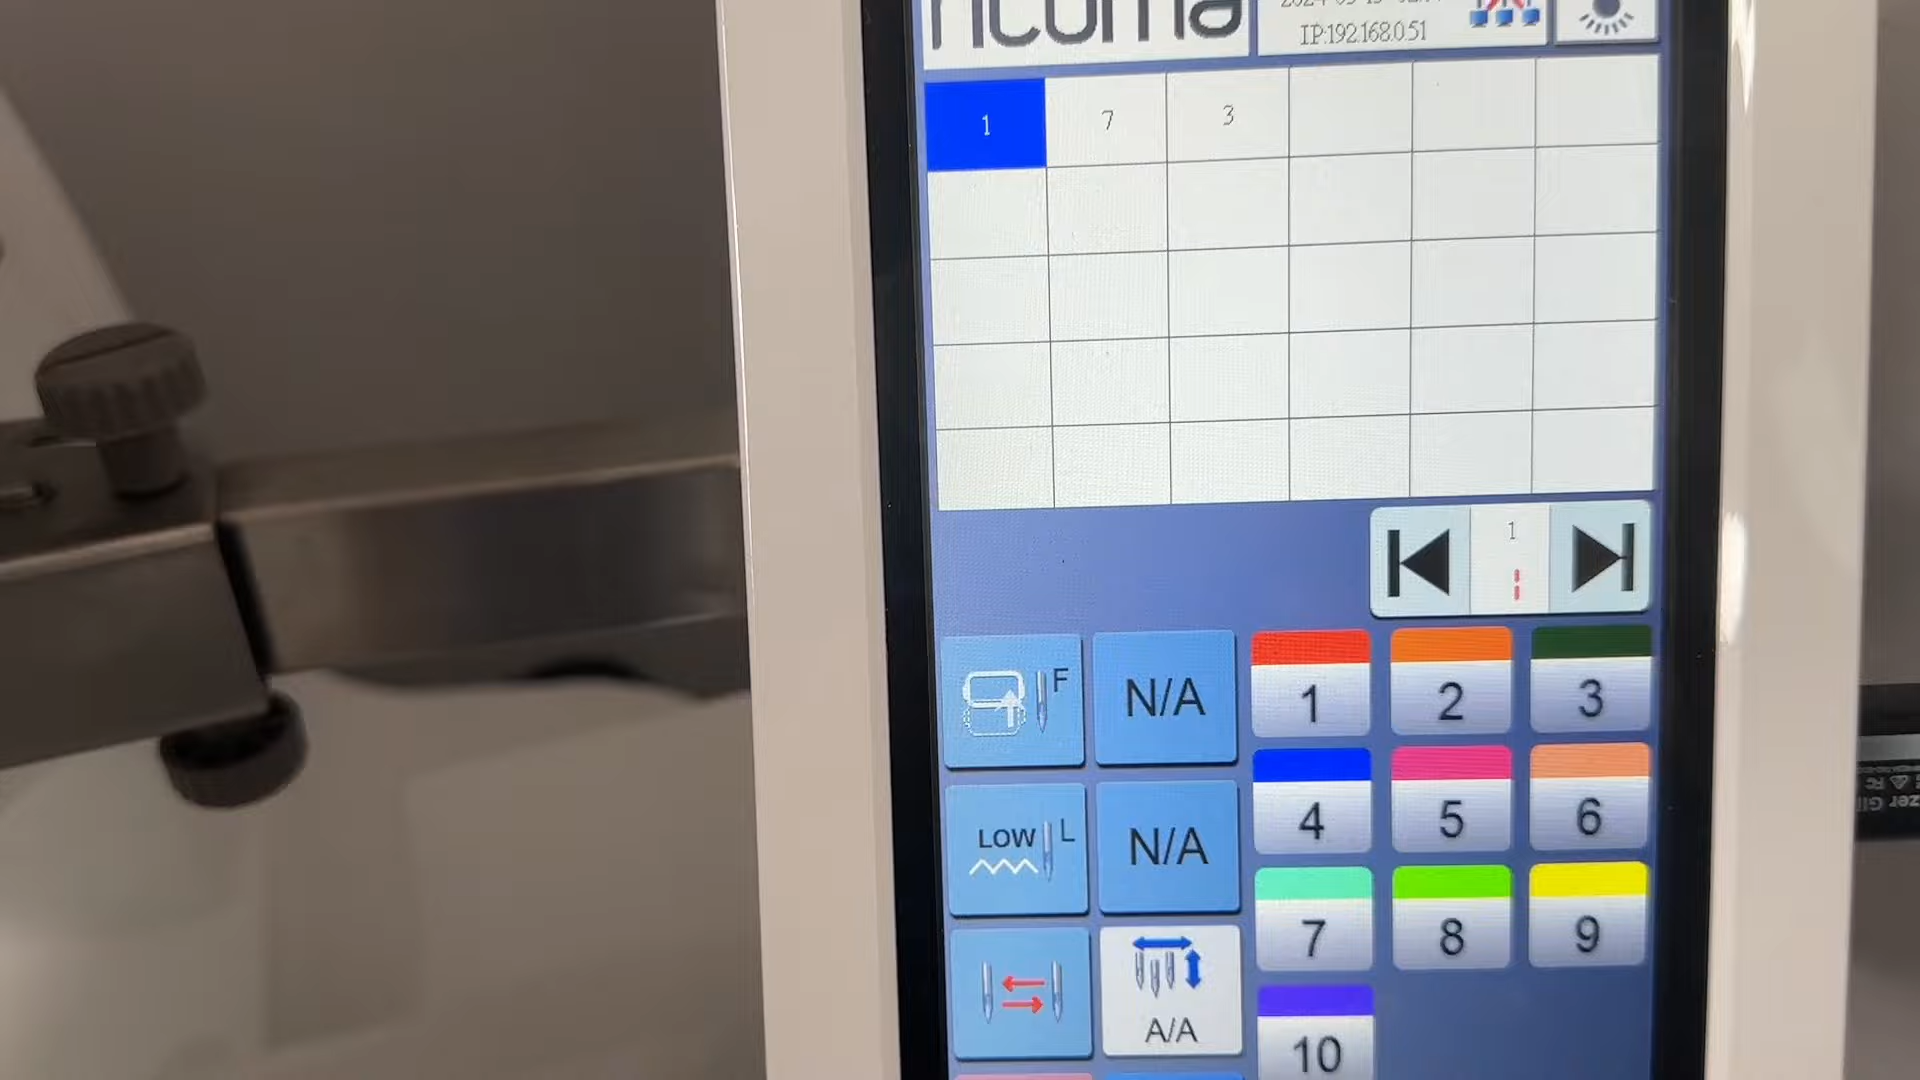 ricoma
IP:192.168.0.51
1 7 3
1
F N/A 1 2 3
LOW L N/A 4 5 6
7 8 9
A/A 10